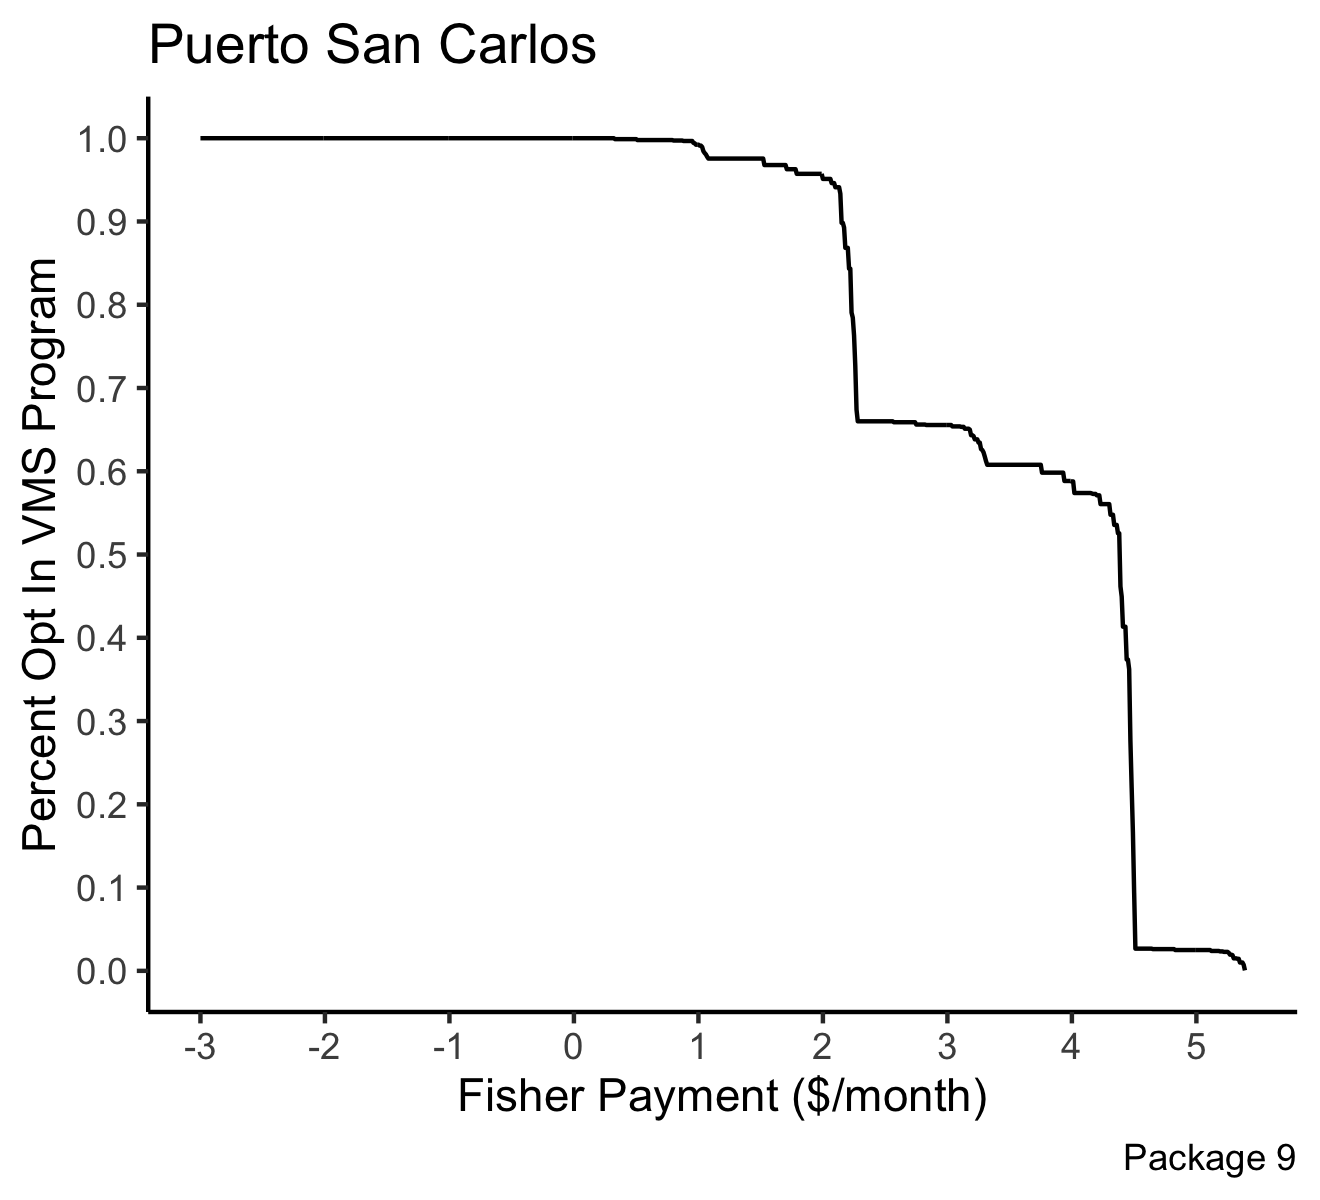 Puerto San Carlos
Percent Opt In VMS Program
1.0
0.9
0.8
0.7
0.6
0.5
0.4
0.3
0.2
0.1
0.0
-3 -2 -1 0 1 2 3 4 5
Fisher Payment ($/month)
Package 9